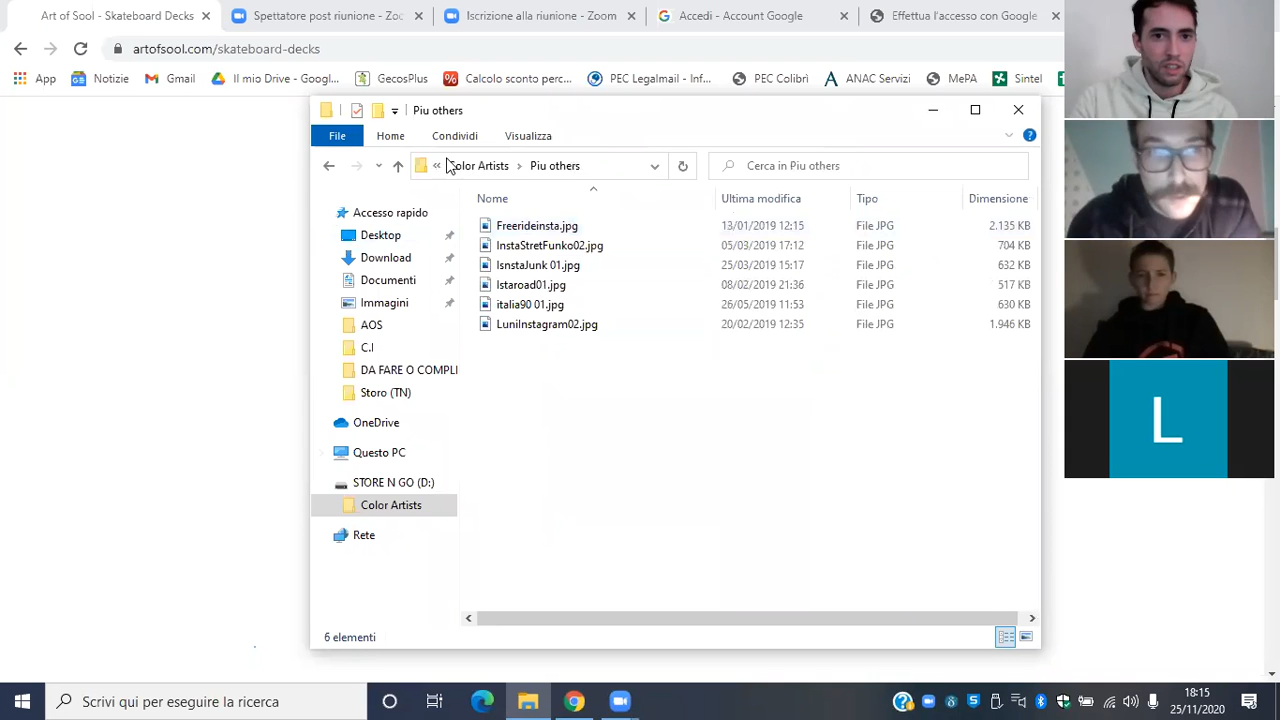 Art of Sool - Skateboard Decks
Spettatore post riunione - Zoom
Iscrizione alla riunione - Zoom
Accedi - Account Google
Effettua l'accesso con Google
artofsool.com/skateboard-decks
App
Notizie
Gmail
Il mio Drive - Googl...
GecosPlus
Calcolo sconto perc...
PEC Legalmail - Inf...
PEC Colibrì
ANAC Servizi
MePA
Sintel
Piu others
File
Home
Condividi
Visualizza
« Color Artists > Piu others
Cerca in Piu others
Nome
Ultima modifica
Tipo
Dimensione
Accesso rapido
Desktop
Download
Documenti
Immagini
AOS
C.I
DA FARE O COMPLI
Storo (TN)
OneDrive
Questo PC
STORE N GO (D:)
Color Artists
Rete
Freerideinsta.jpg 13/01/2019 12:15 File JPG 2.135 KB
InstaStretFunko02.jpg 05/03/2019 17:12 File JPG 704 KB
IsnstaJunk 01.jpg 25/03/2019 15:17 File JPG 632 KB
Istaroad01.jpg 08/02/2019 21:36 File JPG 517 KB
italia90 01.jpg 26/05/2019 11:53 File JPG 630 KB
LuniInstagram02.jpg 20/02/2019 12:35 File JPG 1.946 KB
6 elementi
L
Scrivi qui per eseguire la ricerca
18:15
25/11/2020